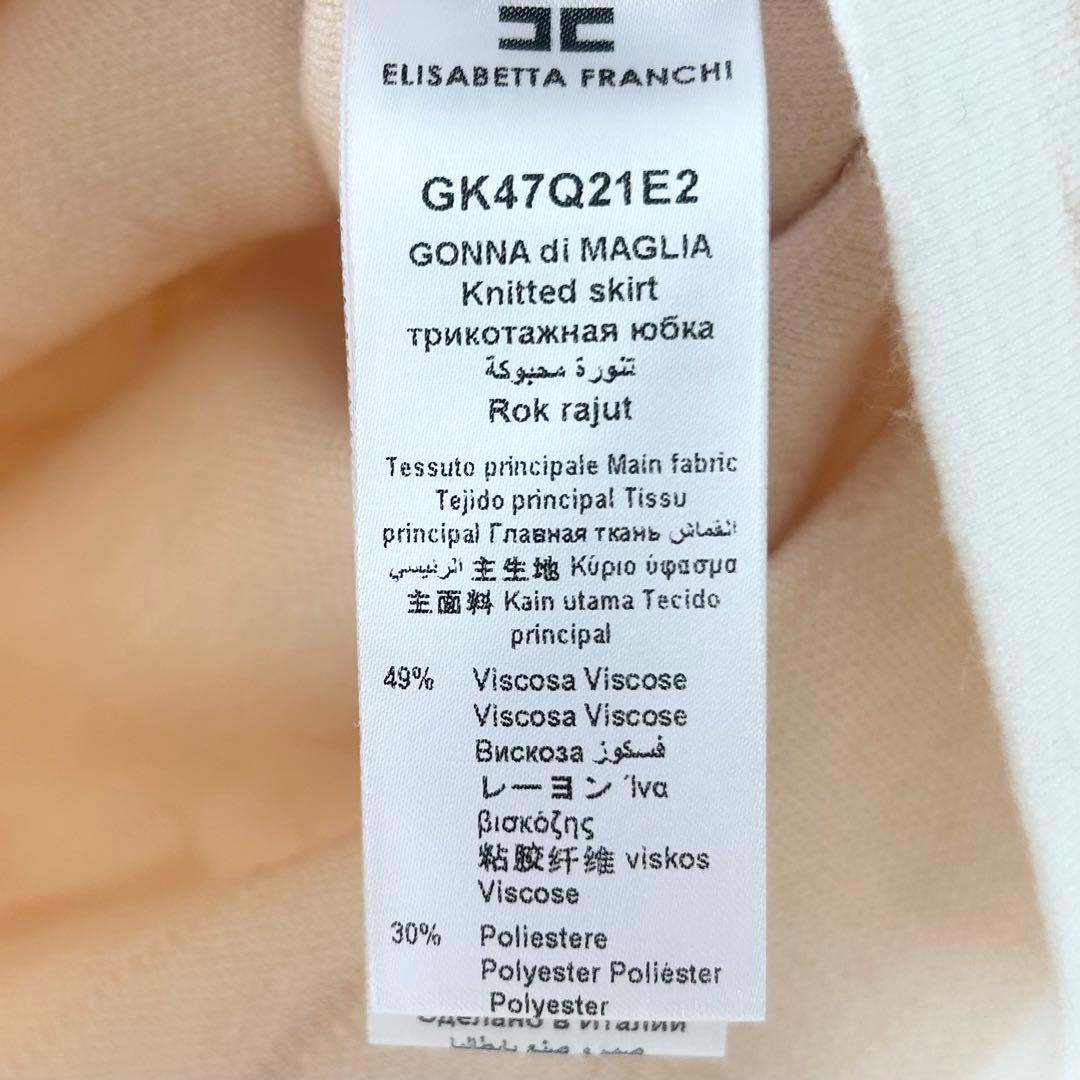 ELISABETTA FRANCHI
GK47Q21E2
GONNA di MAGLIA
Knitted skirt
трикотажная юбка
تنورة محبوكة
Rok rajut
Tessuto principale Main fabric
Tejido principal Tissu
principal Главная ткань القماش
الرئيسي 主生地 Κύριο ύφασμα
主面料 Kain utama Tecido
principal
49% Viscosa Viscose
Viscosa Viscose
Вискоза فسكوز
レーヨン Ίνα
βισκόζης
粘胶纤维 viskos
Viscose
30% Poliestere
Polyester Poliéster
Polyester
Сделано в Италии